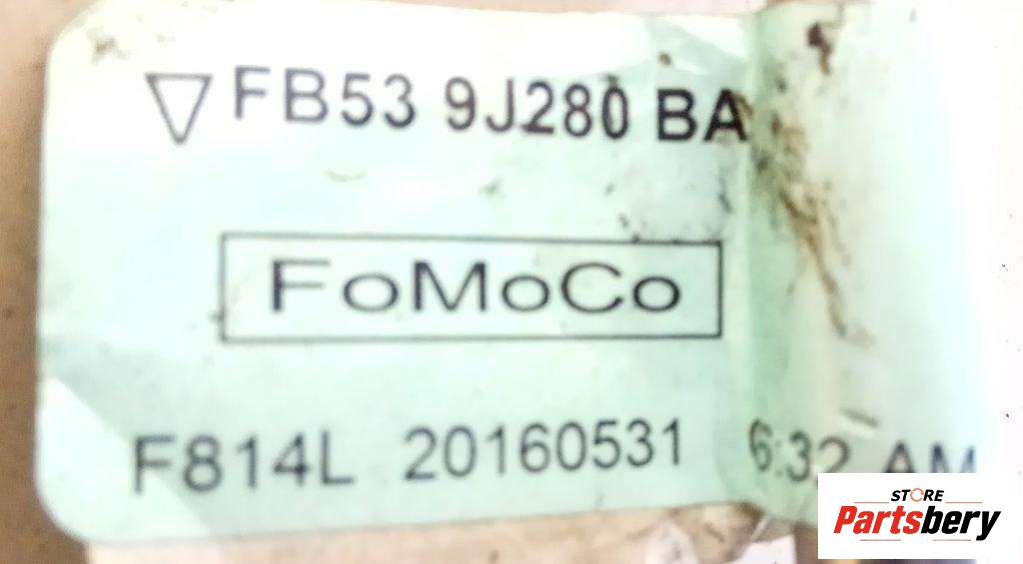 FB53 9J280 BA
FoMoCo
F814L 20160531 6:32 AM
STORE
Partsbery